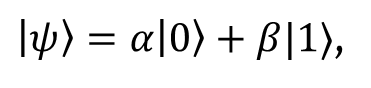 |ψ⟩ = α|0⟩ + β|1⟩,